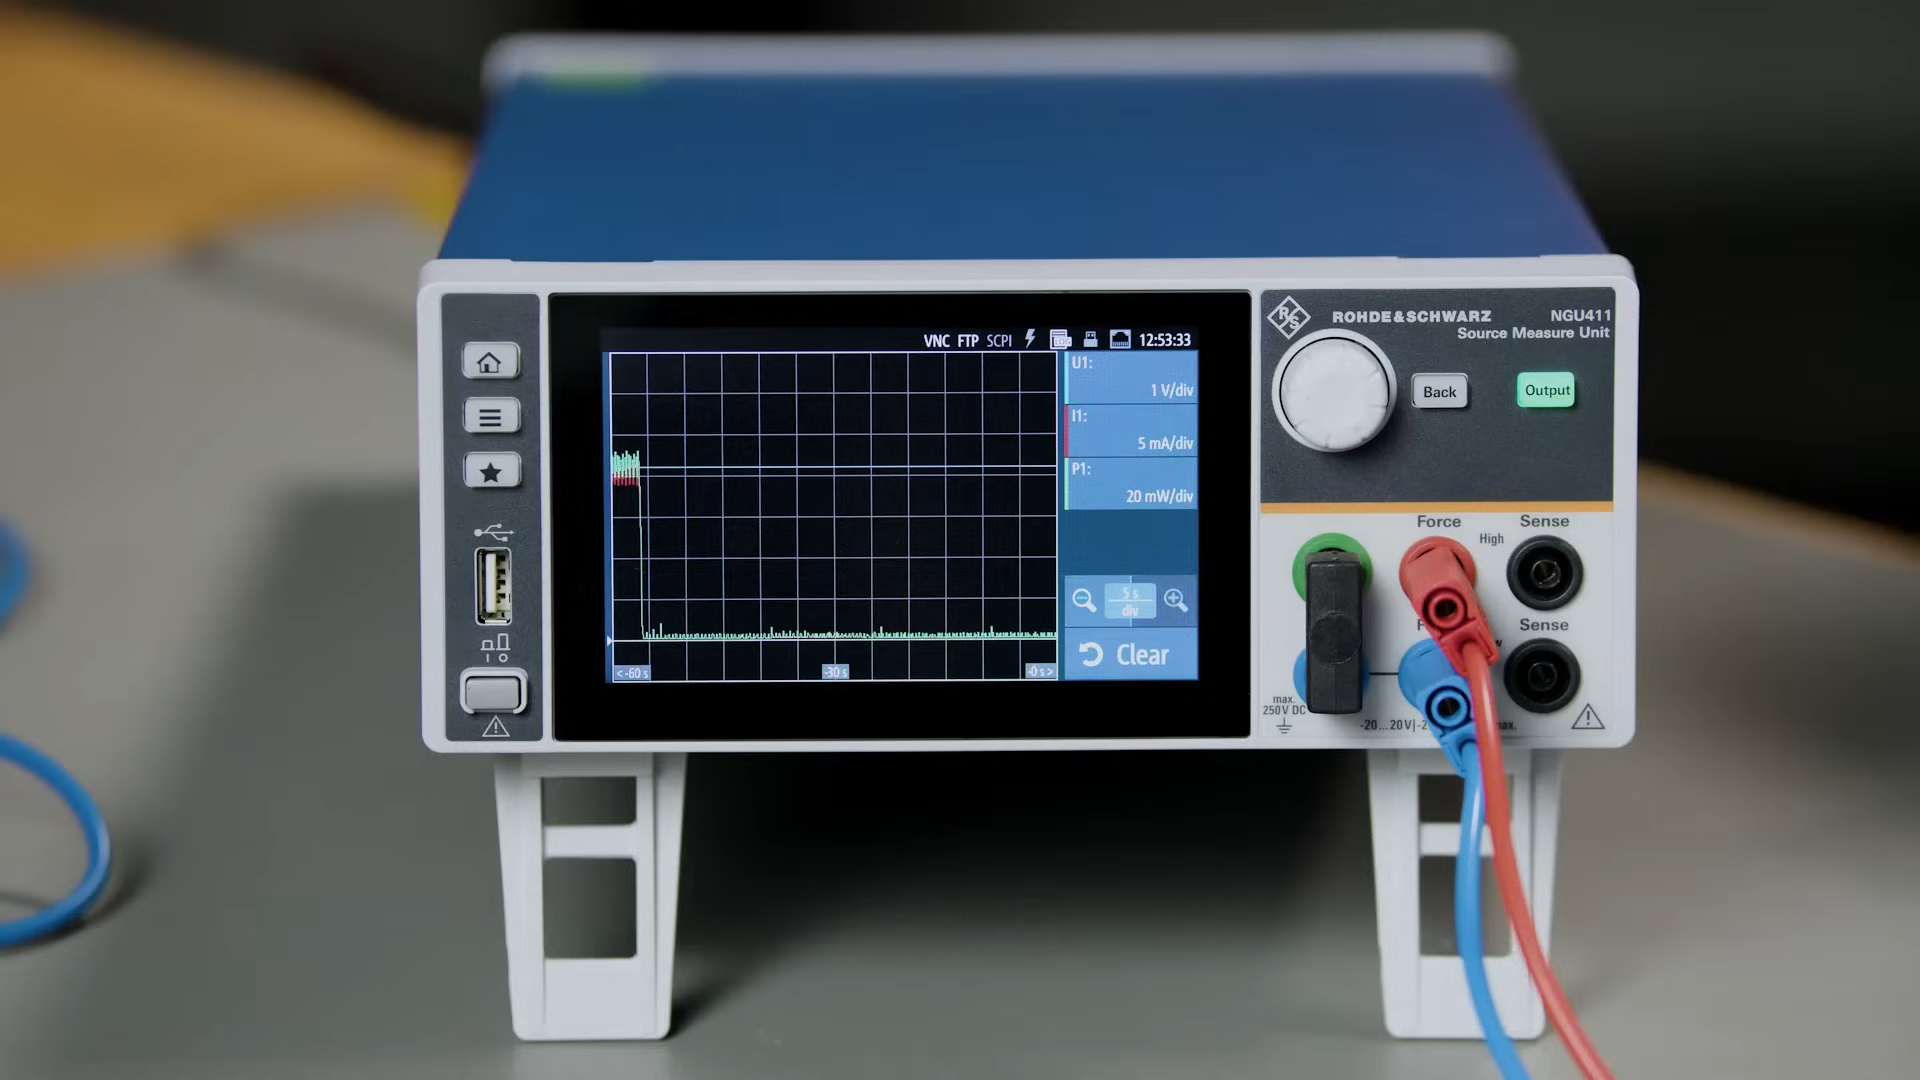 ROHDE&SCHWARZ NGU411
Source Measure Unit
VNC FTP SCPI 12:53:33
U1:
1 V/div
I1:
5 mA/div
P1:
20 mW/div
5 s
div
Clear
<-60 s
-30 s
-0 s>
Back
Output
Force
Sense
High
Sense
max.
250V DC
-20...20V